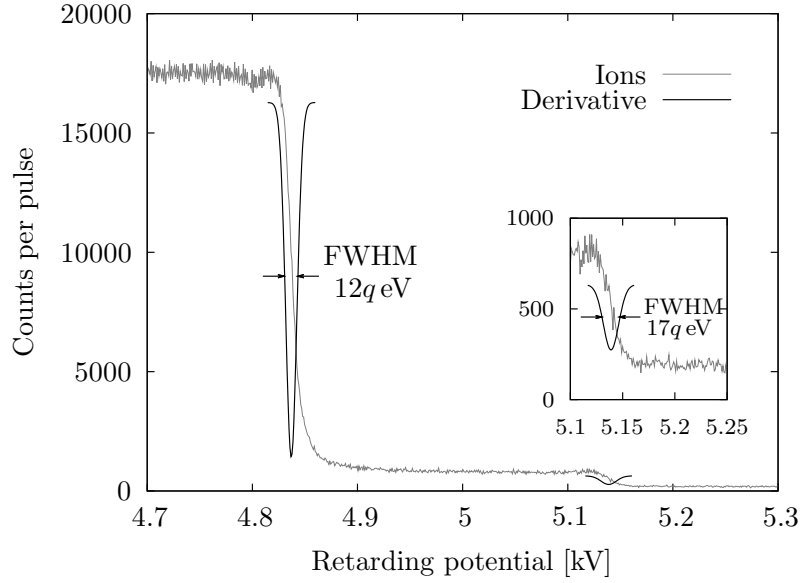 20000
15000
10000
5000
0
Counts per pulse
Ions
Derivative
FWHM
12q eV
1000
500
0
FWHM
17q eV
5.1 5.15 5.2 5.25
4.7 4.8 4.9 5 5.1 5.2 5.3
Retarding potential [kV]